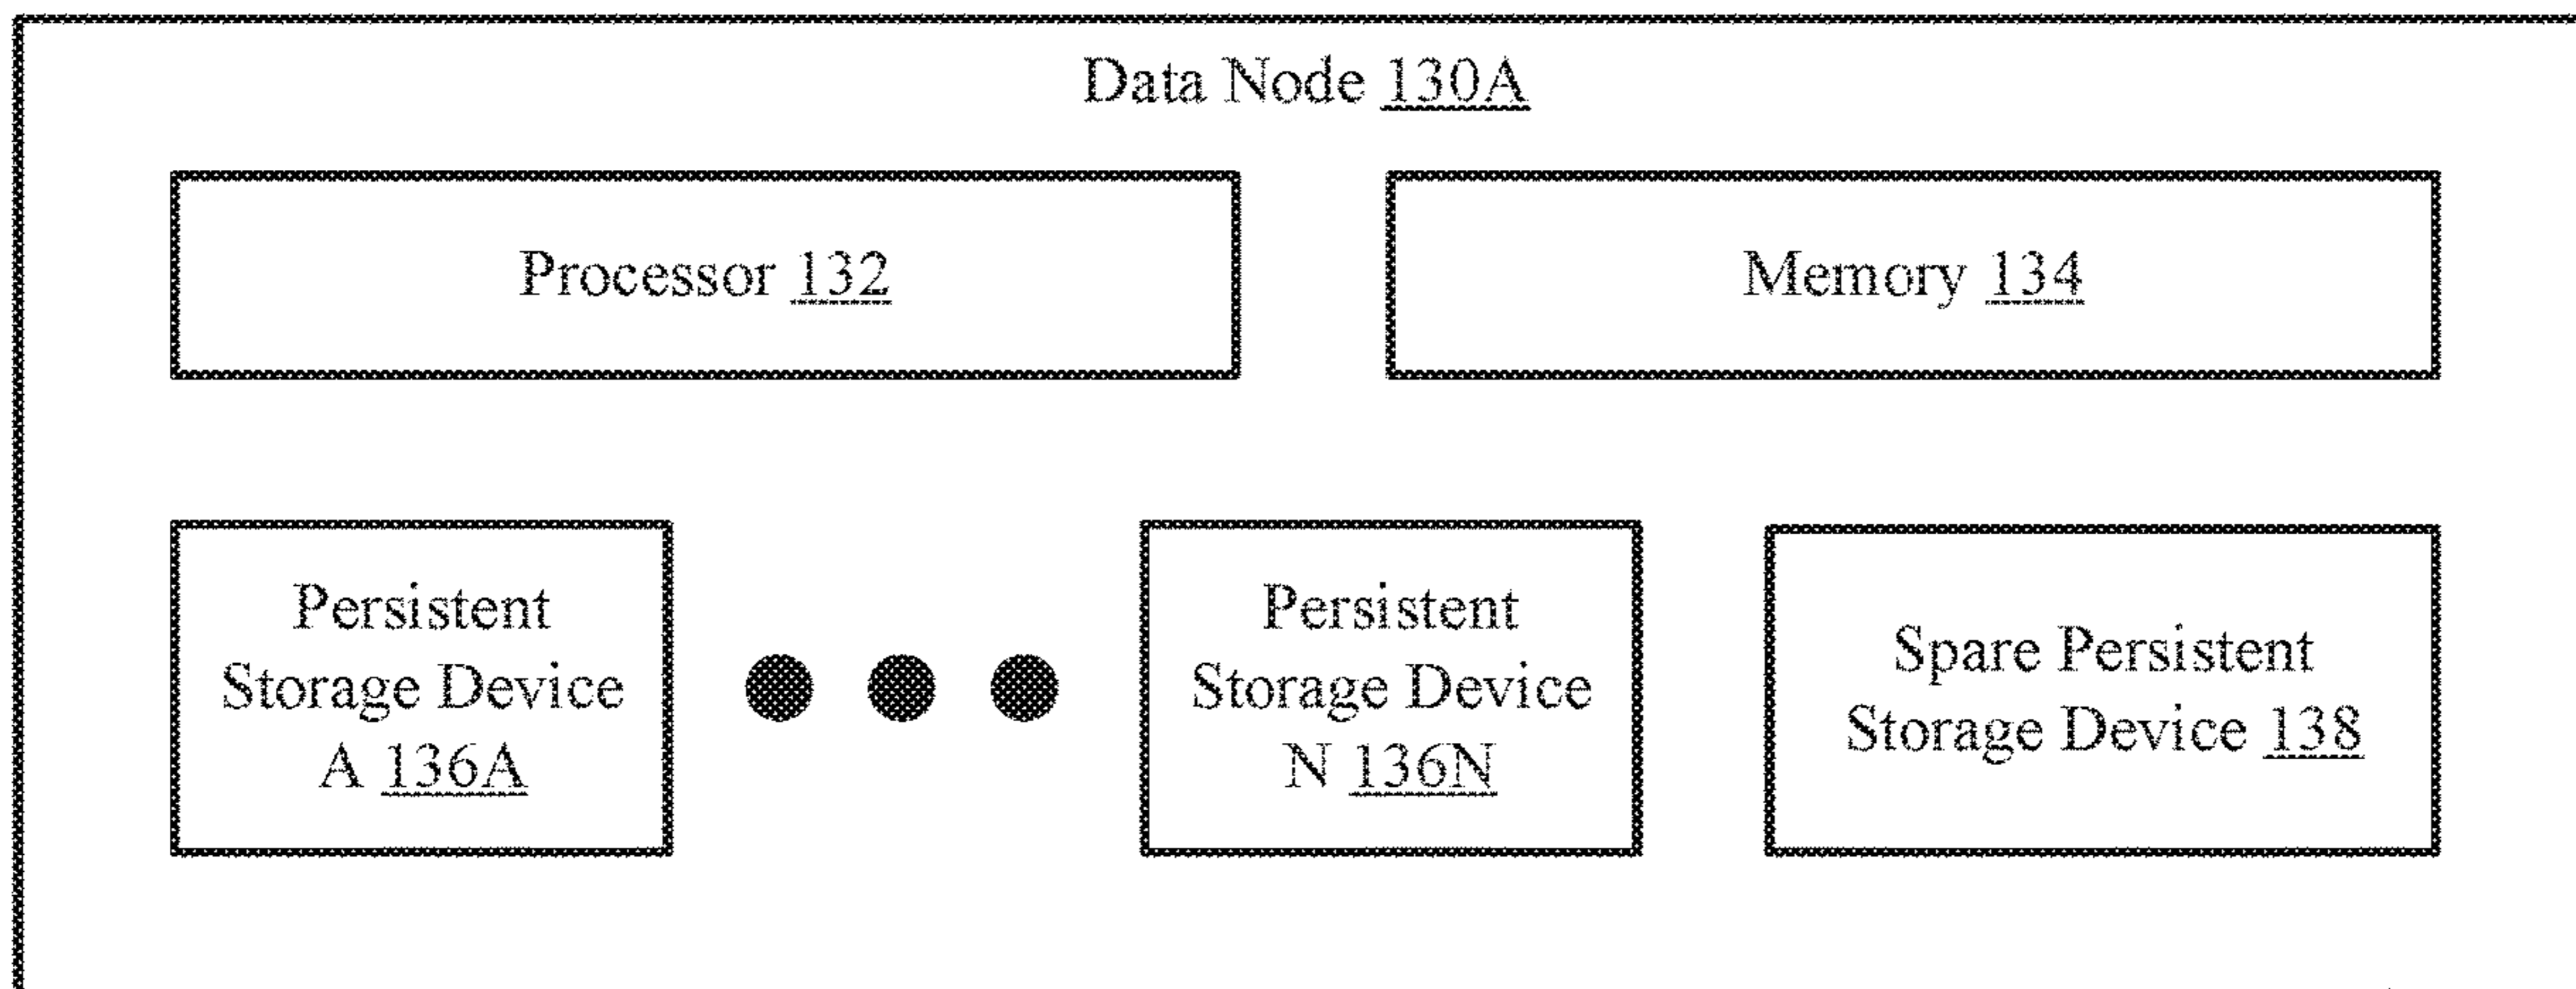 Data Node 130A
Processor 132
Memory 134
Persistent
Storage Device
A 136A
Persistent
Storage Device
N 136N
Spare Persistent
Storage Device 138